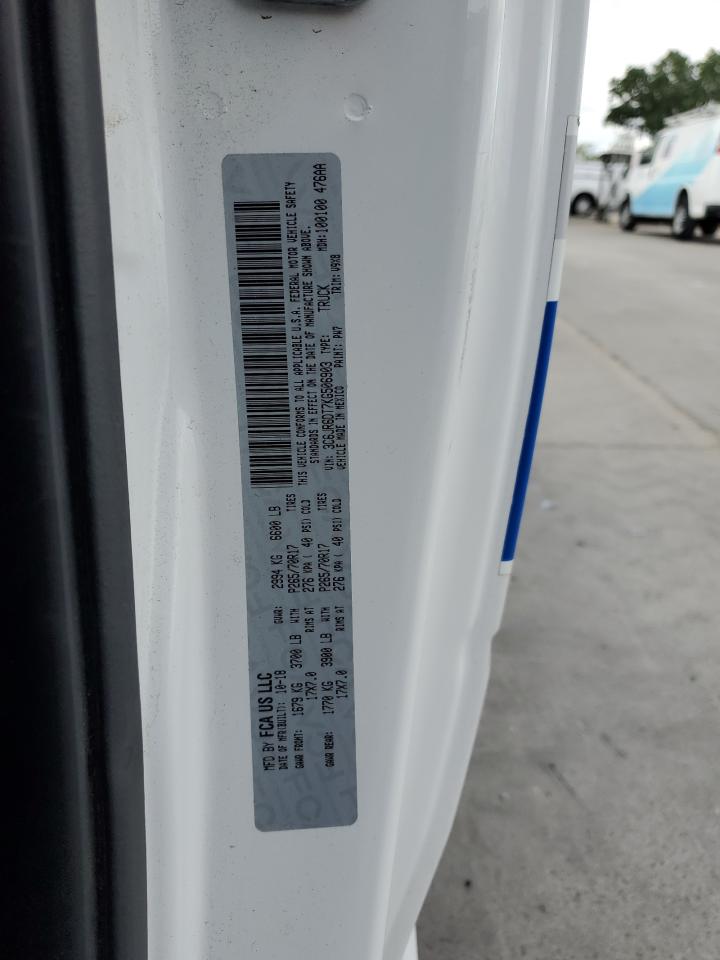 MFD BY FCA US LLC
DATE OF MFR(BUILT): 10-18 GVWR: 2994 KG 6600 LB
GAWR FRONT: 1679 KG 3700 LB WITH P265/70R17 TIRES
17X7.0 RIMS AT 276 KPA ( 40 PSI) COLD
GAWR REAR: 1770 KG 3900 LB WITH P265/70R17 TIRES
17X7.0 RIMS AT 276 KPA ( 40 PSI) COLD
THIS VEHICLE CONFORMS TO ALL APPLICABLE U.S.A. FEDERAL MOTOR VEHICLE SAFETY
STANDARDS IN EFFECT ON THE DATE OF MANUFACTURE SHOWN ABOVE.
VIN: 3C6JR6DT7KG506903 TYPE: TRUCK MDH:100100 476AA
VEHICLE MADE IN MEXICO PAINT: PW7 TRIM: V9X8